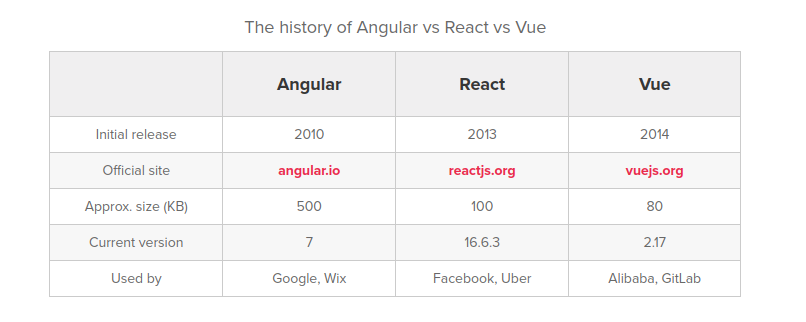 The history of Angular vs React vs Vue
Angular React Vue
Initial release 2010 2013 2014
Official site angular.io reactjs.org vuejs.org
Approx. size (KB) 500 100 80
Current version 7 16.6.3 2.17
Used by Google, Wix Facebook, Uber Alibaba, GitLab